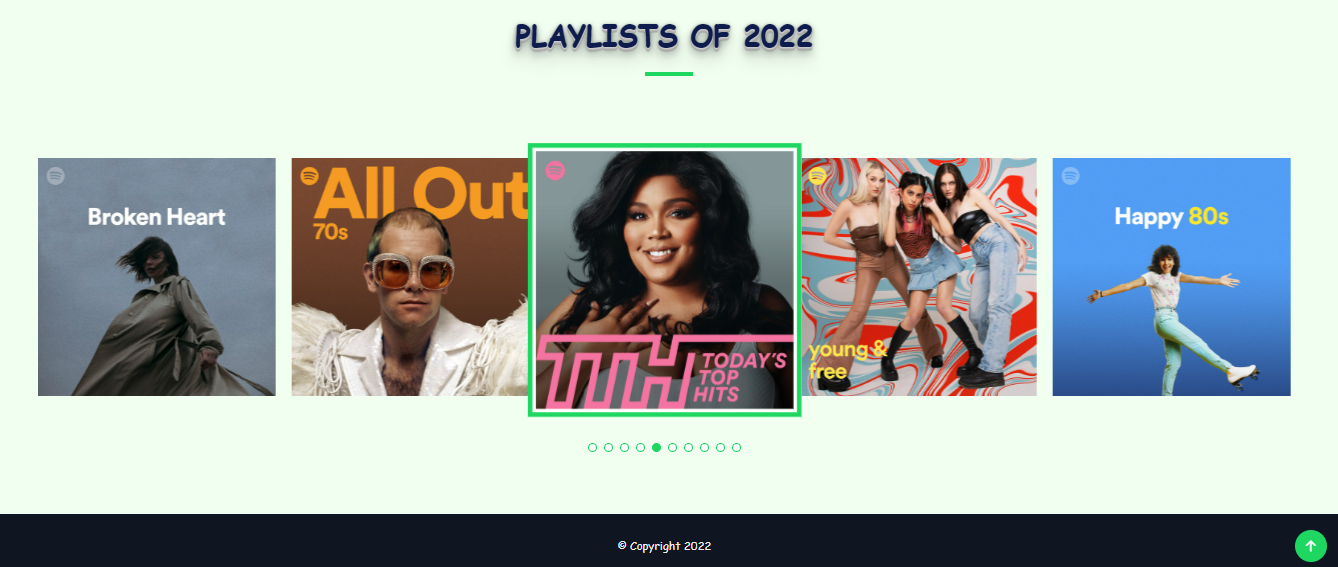 PLAYLISTS OF 2022
Broken Heart
All Out
70s
TTH
TODAY'S
TOP
HITS
young &
free
Happy 80s
© Copyright 2022